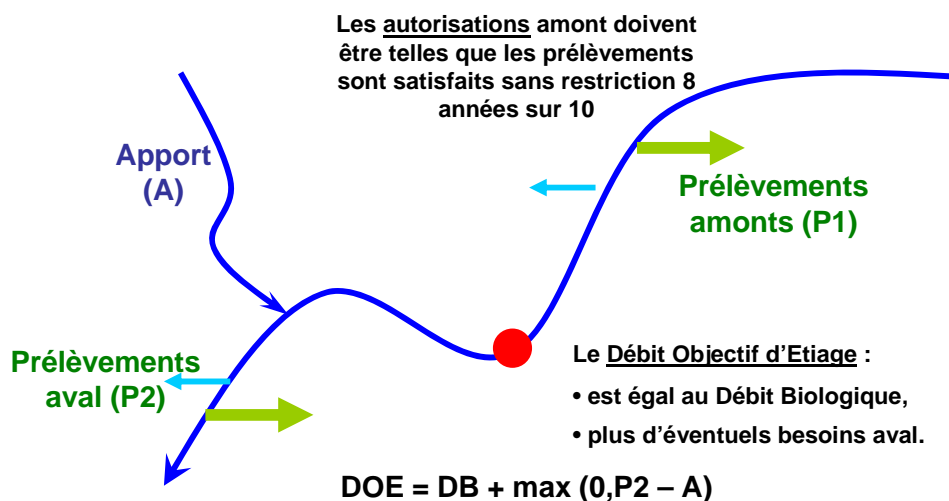 Les autorisations amont doivent
être telles que les prélèvements
sont satisfaits sans restriction 8
années sur 10
Apport
(A)
Prélèvements
amonts (P1)
Prélèvements
aval (P2)
Le Débit Objectif d'Etiage :
• est égal au Débit Biologique,
• plus d'éventuels besoins aval.
DOE = DB + max (0,P2 – A)